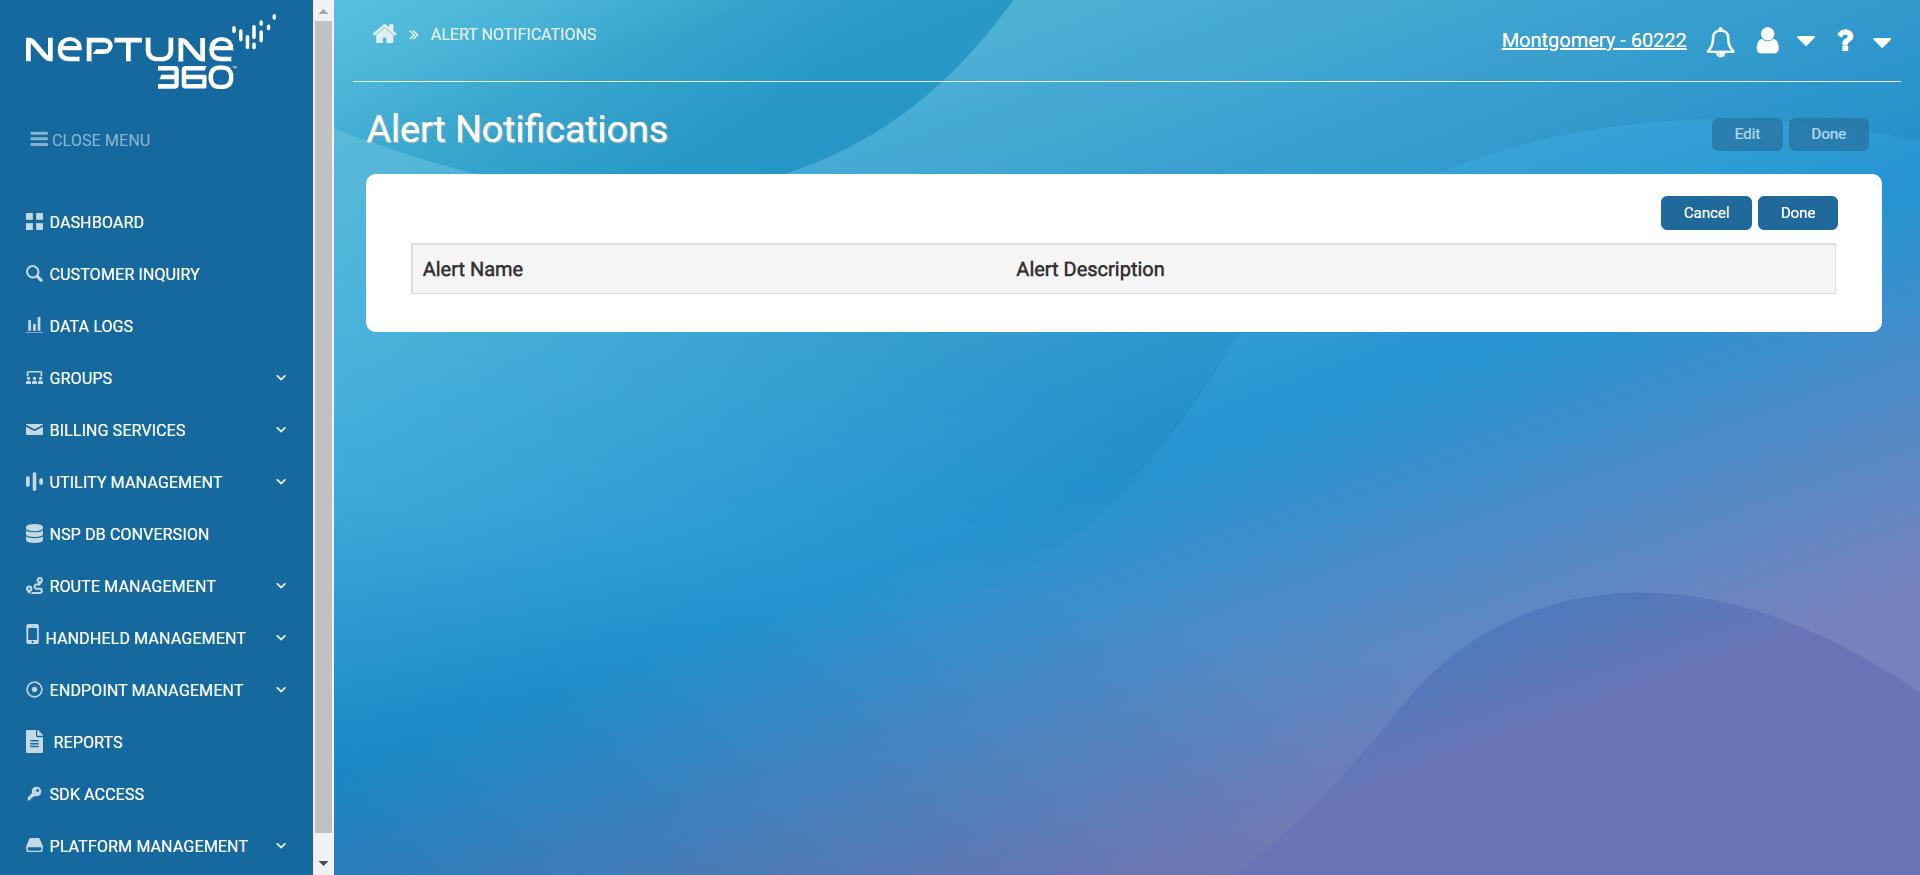 NEPTUNE
360
CLOSE MENU
DASHBOARD
CUSTOMER INQUIRY
DATA LOGS
GROUPS
BILLING SERVICES
UTILITY MANAGEMENT
NSP DB CONVERSION
ROUTE MANAGEMENT
HANDHELD MANAGEMENT
ENDPOINT MANAGEMENT
REPORTS
SDK ACCESS
PLATFORM MANAGEMENT
» ALERT NOTIFICATIONS
Montgomery - 60222 ?
Alert Notifications
Edit Done
Cancel Done
Alert Name Alert Description